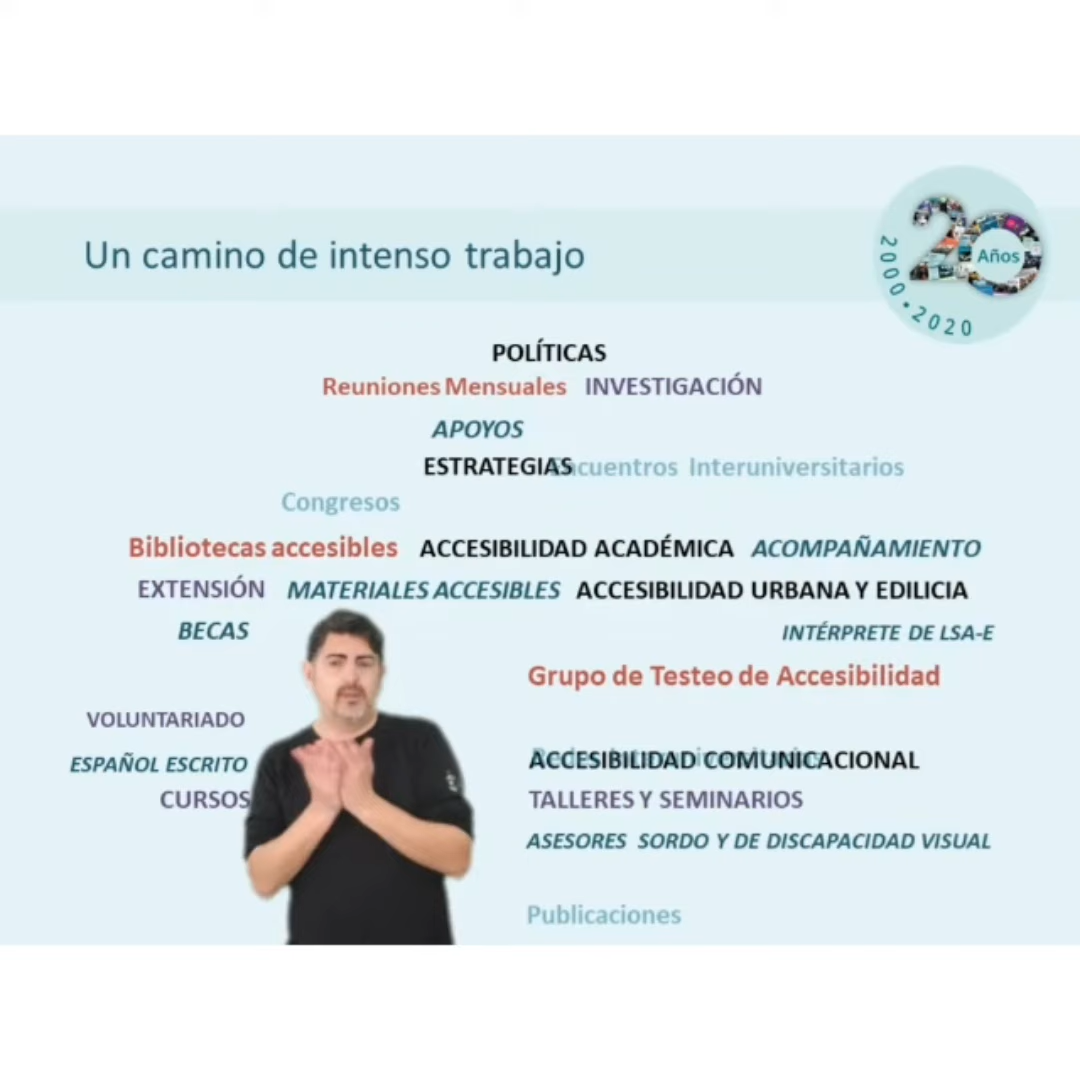 Un camino de intenso trabajo
20 Años
2000 • 2020
POLÍTICAS
Reuniones Mensuales INVESTIGACIÓN
APOYOS
ESTRATEGIAS Encuentros Interuniversitarios
Congresos
Bibliotecas accesibles ACCESIBILIDAD ACADÉMICA ACOMPAÑAMIENTO
EXTENSIÓN MATERIALES ACCESIBLES ACCESIBILIDAD URBANA Y EDILICIA
BECAS INTÉRPRETE DE LSA-E
Grupo de Testeo de Accesibilidad
VOLUNTARIADO
ACCESIBILIDAD COMUNICACIONAL
ESPAÑOL ESCRITO
CURSOS TALLERES Y SEMINARIOS
ASESORES SORDO Y DE DISCAPACIDAD VISUAL
Publicaciones